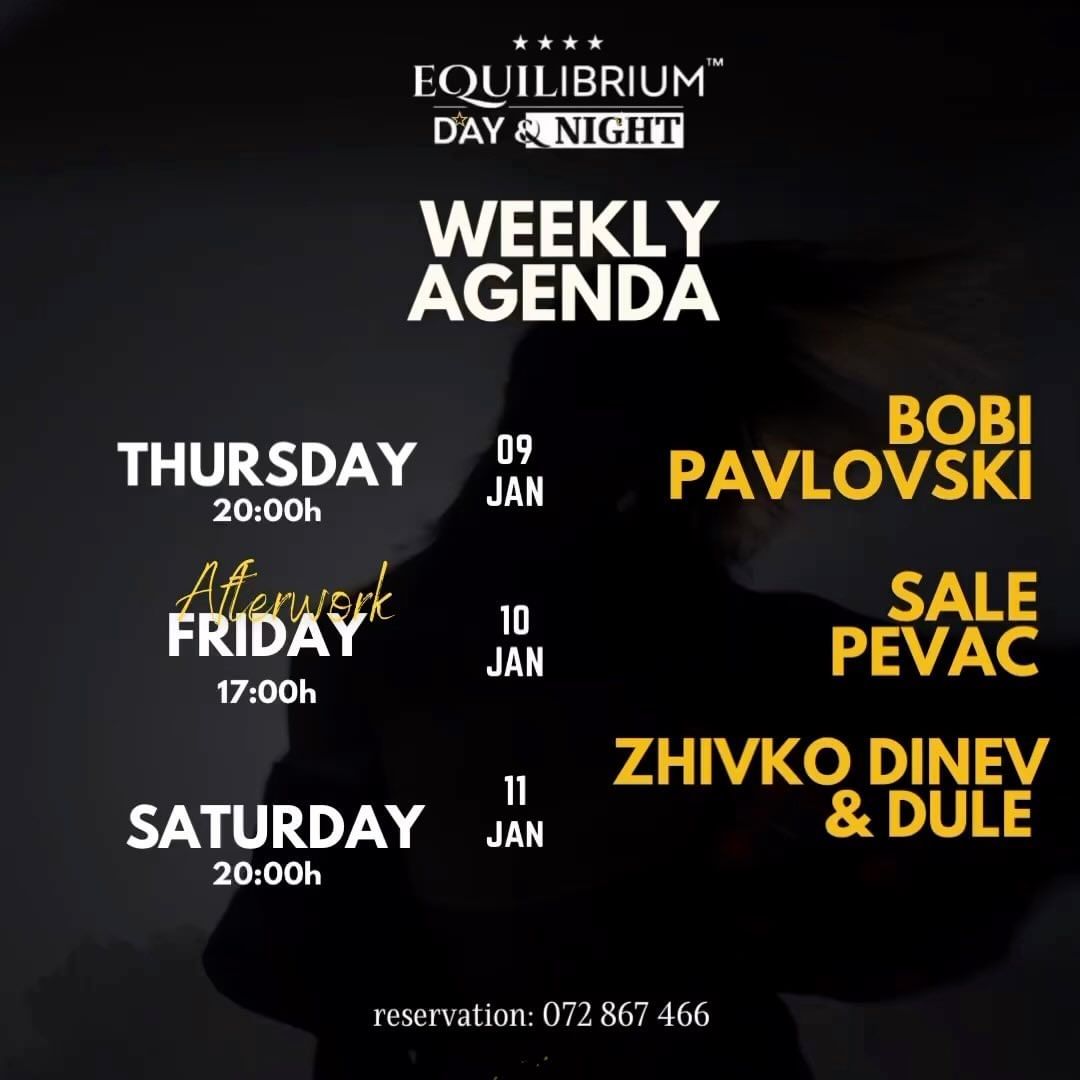 EQUILIBRIUM™
DAY & NIGHT
WEEKLY
AGENDA
THURSDAY
20:00h
09
JAN
BOBI
PAVLOVSKI
Afterwork
FRIDAY
17:00h
10
JAN
SALE
PEVAC
SATURDAY
20:00h
11
JAN
ZHIVKO DINEV
& DULE
reservation: 072 867 466